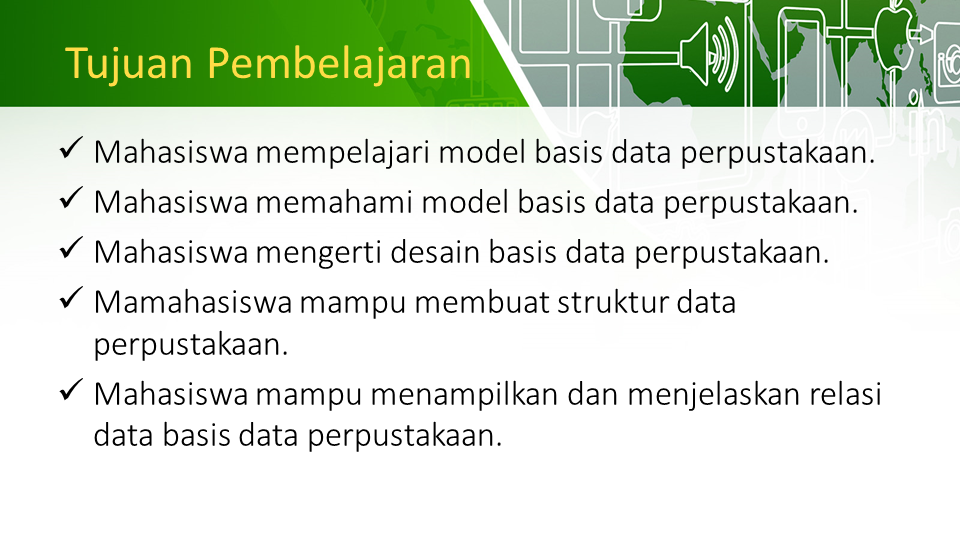 Tujuan Pembelajaran
✓ Mahasiswa mempelajari model basis data perpustakaan.
✓ Mahasiswa memahami model basis data perpustakaan.
✓ Mahasiswa mengerti desain basis data perpustakaan.
✓ Mamahasiswa mampu membuat struktur data
perpustakaan.
✓ Mahasiswa mampu menampilkan dan menjelaskan relasi
data basis data perpustakaan.